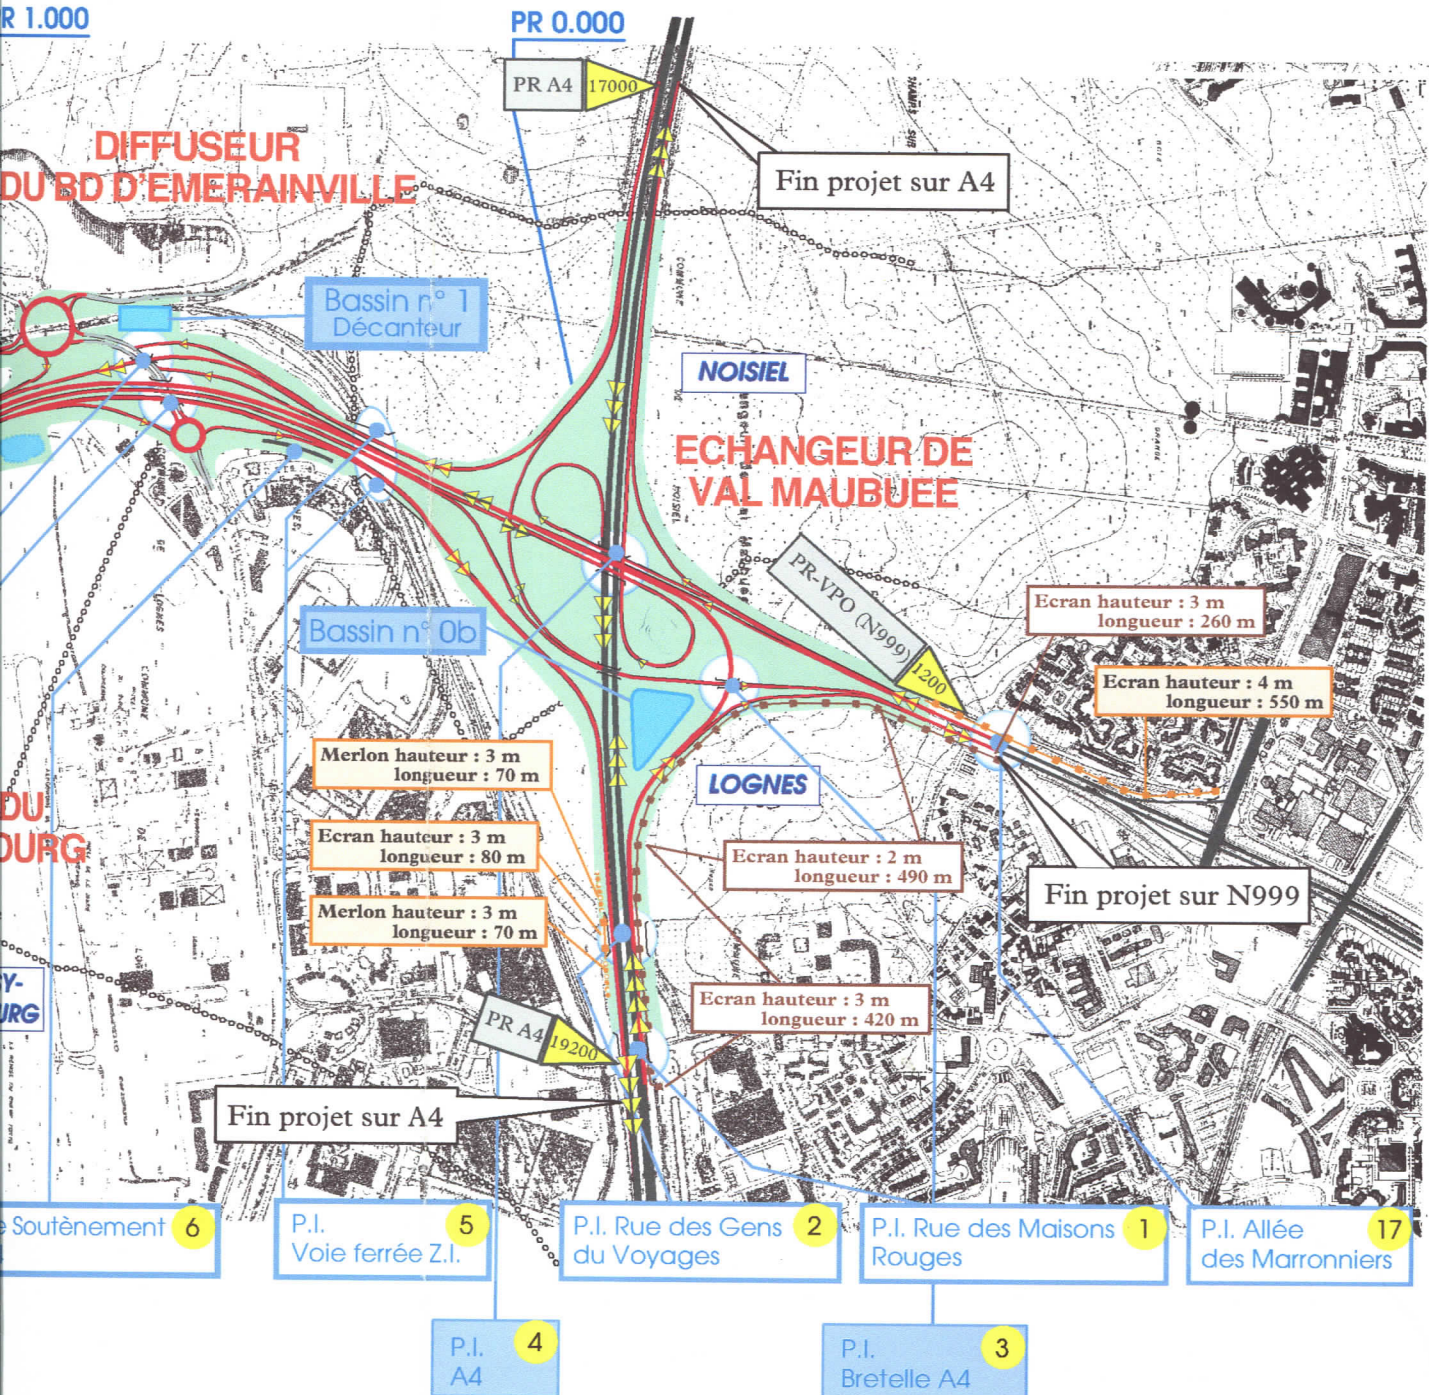 R 1.000
PR 0.000
PR A4
17000
Fin projet sur A4
DIFFUSEUR
DU BD D'EMERAINVILLE
Bassin n° 1
Décanteur
NOISIEL
ECHANGEUR DE
VAL MAUBUEE
PR-VPO (N999)
1200
Ecran hauteur : 3 m
longueur : 260 m
Bassin n° 0b
Ecran hauteur : 4 m
longueur : 550 m
Merlon hauteur : 3 m
longueur : 70 m
LOGNES
DU
OURG
Ecran hauteur : 3 m
longueur : 80 m
Ecran hauteur : 2 m
longueur : 490 m
Fin projet sur N999
Merlon hauteur : 3 m
longueur : 70 m
Y-
URG
Ecran hauteur : 3 m
longueur : 420 m
PR A4
19200
Fin projet sur A4
e Soutènement 6
P.I. 5
Voie ferrée Z.I.
P.I. Rue des Gens 2
du Voyages
P.I. Rue des Maisons 1
Rouges
P.I. Allée 17
des Marronniers
P.I. 4
A4
P.I. 3
Bretelle A4